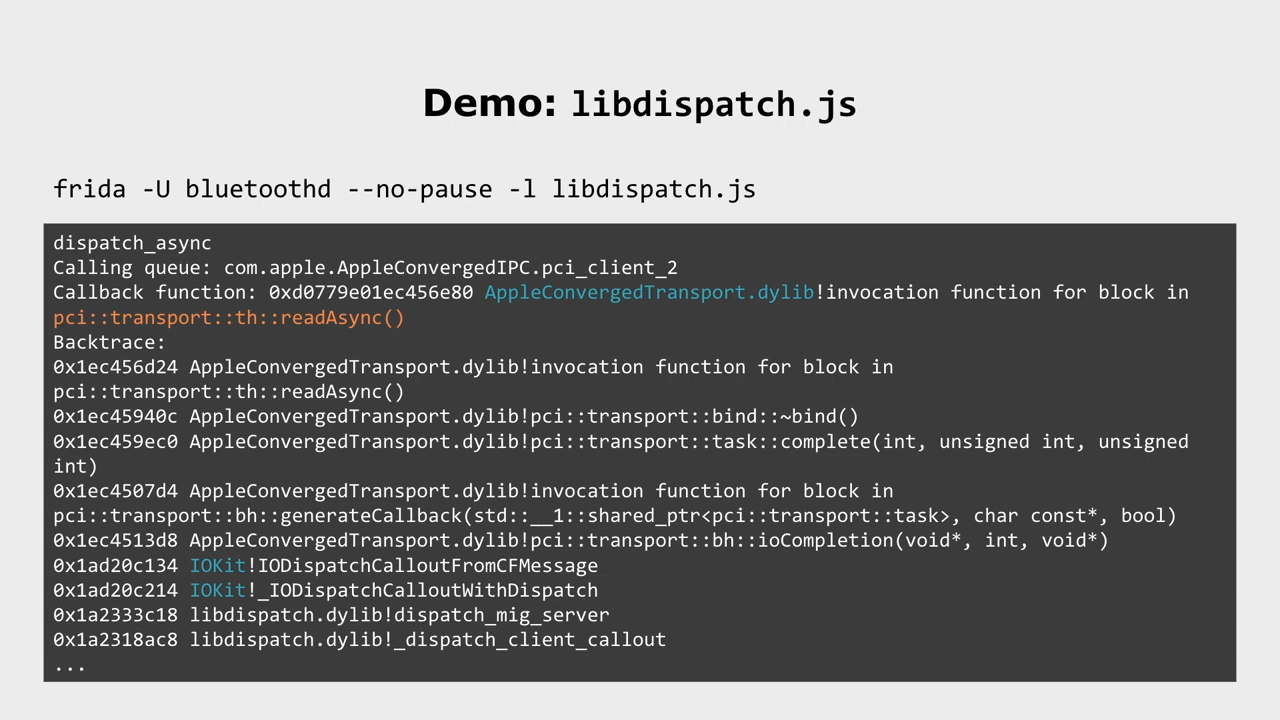 Demo: libdispatch.js
frida -U bluetoothd --no-pause -l libdispatch.js
dispatch_async
Calling queue: com.apple.AppleConvergedIPC.pci_client_2
Callback function: 0xd0779e01ec456e80 AppleConvergedTransport.dylib!invocation function for block in
pci::transport::th::readAsync()
Backtrace:
0x1ec456d24 AppleConvergedTransport.dylib!invocation function for block in
pci::transport::th::readAsync()
0x1ec45940c AppleConvergedTransport.dylib!pci::transport::bind::~bind()
0x1ec459ec0 AppleConvergedTransport.dylib!pci::transport::task::complete(int, unsigned int, unsigned
int)
0x1ec4507d4 AppleConvergedTransport.dylib!invocation function for block in
pci::transport::bh::generateCallback(std::__1::shared_ptr<pci::transport::task>, char const*, bool)
0x1ec4513d8 AppleConvergedTransport.dylib!pci::transport::bh::ioCompletion(void*, int, void*)
0x1ad20c134 IOKit!IODispatchCalloutFromCFMessage
0x1ad20c214 IOKit!_IODispatchCalloutWithDispatch
0x1a2333c18 libdispatch.dylib!dispatch_mig_server
0x1a2318ac8 libdispatch.dylib!_dispatch_client_callout
...